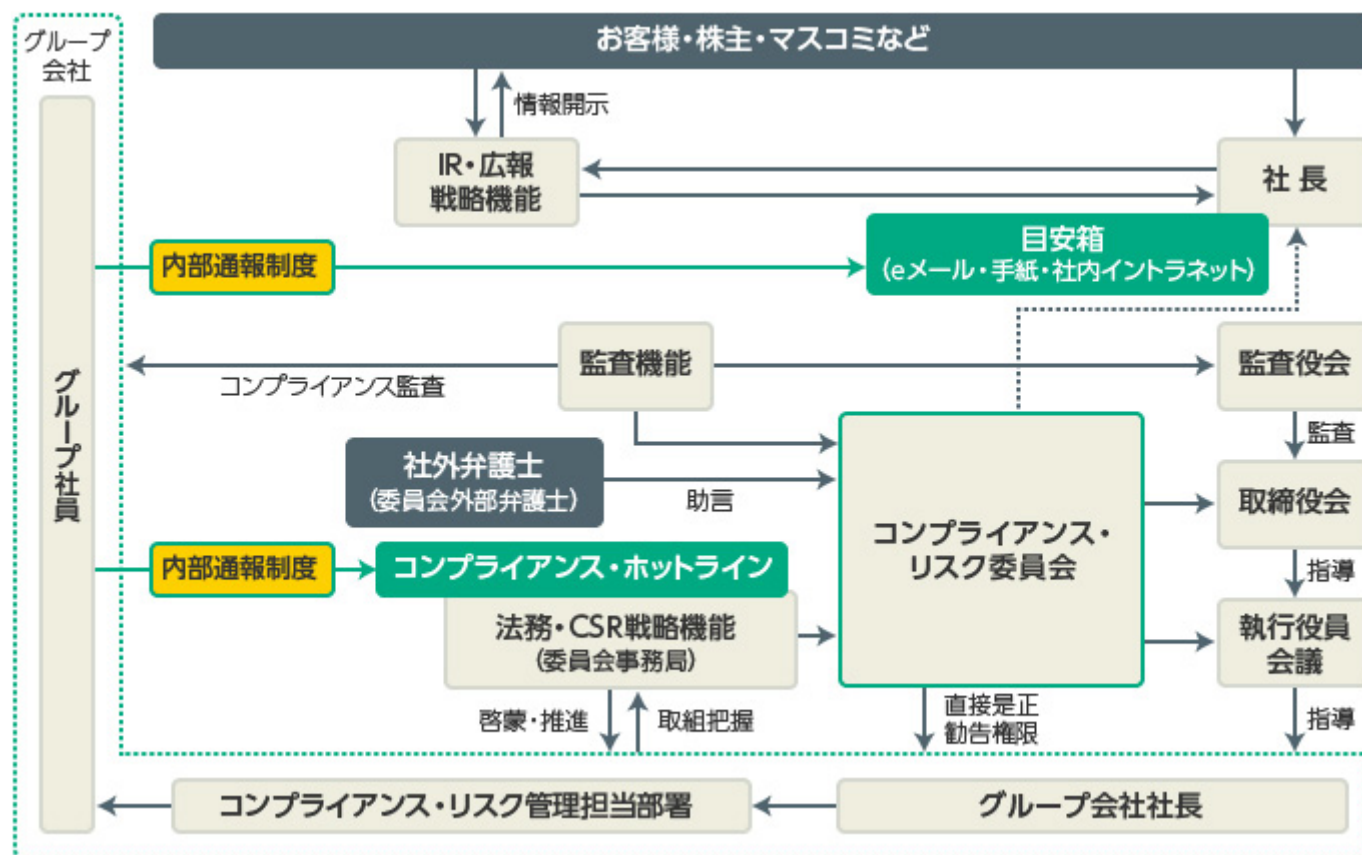 グループ
会社
お客様・株主・マスコミなど
情報開示
IR・広報
戦略機能
社長
内部通報制度
目安箱
（eメール・手紙・社内イントラネット）
監査機能
監査役会
コンプライアンス監査
グループ社員
監査
社外弁護士
（委員会外部弁護士）
助言
コンプライアンス・
リスク委員会
取締役会
内部通報制度
コンプライアンス・ホットライン
指導
法務・CSR戦略機能
（委員会事務局）
執行役員
会議
啓蒙・推進
取組把握
直接是正
勧告権限
指導
コンプライアンス・リスク管理担当部署
グループ会社社長